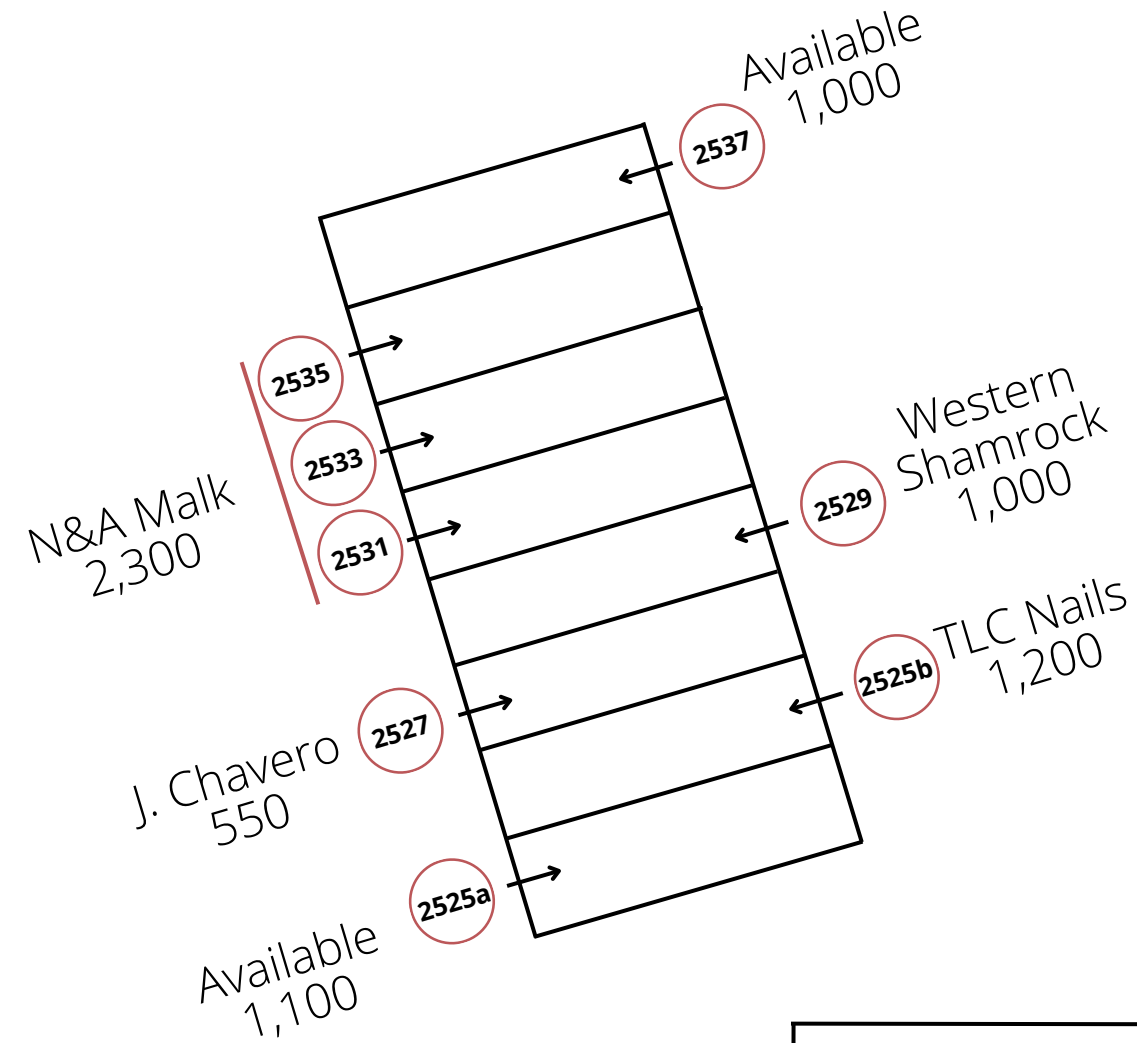 Available
1,000
2537
2535
2533
2531
N&A Malk
2,300
Western
Shamrock
1,000
2529
TLC Nails
1,200
2525b
2527
J. Chavero
550
2525a
Available
1,100